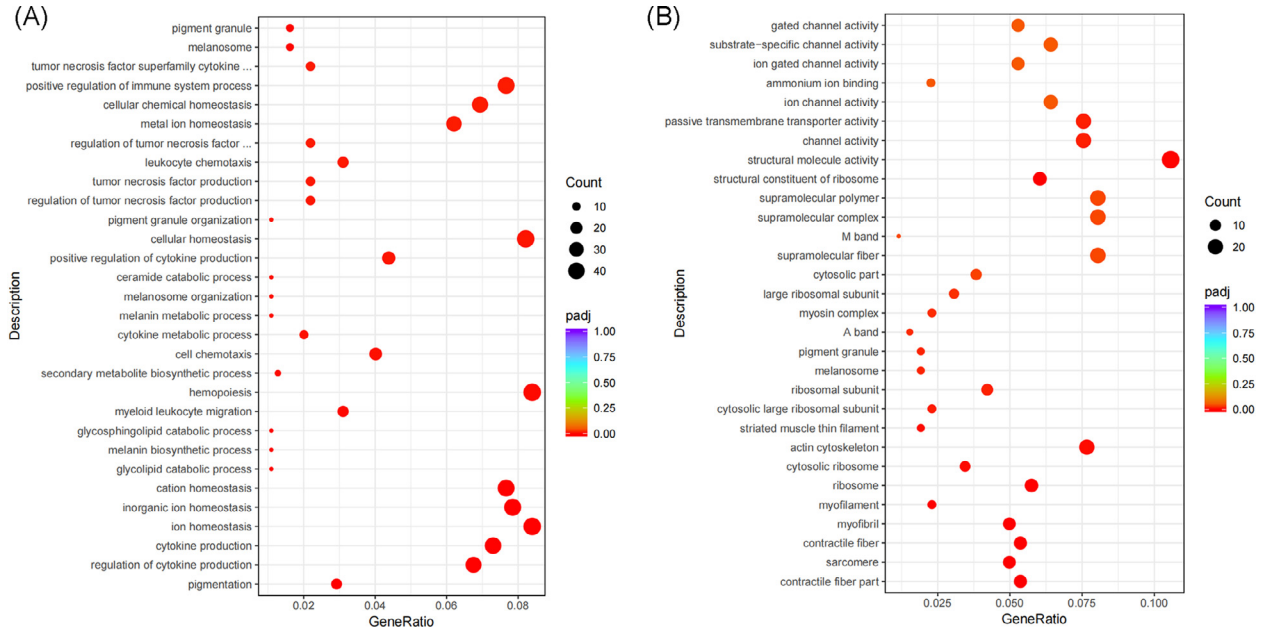 (A)
pigment granule
melanosome
tumor necrosis factor superfamily cytokine ...
positive regulation of immune system process
cellular chemical homeostasis
metal ion homeostasis
regulation of tumor necrosis factor ...
leukocyte chemotaxis
tumor necrosis factor production
regulation of tumor necrosis factor production
pigment granule organization
cellular homeostasis
positive regulation of cytokine production
ceramide catabolic process
melanosome organization
melanin metabolic process
cytokine metabolic process
cell chemotaxis
secondary metabolite biosynthetic process
hemopoiesis
myeloid leukocyte migration
glycosphingolipid catabolic process
melanin biosynthetic process
glycolipid catabolic process
cation homeostasis
inorganic ion homeostasis
ion homeostasis
cytokine production
regulation of cytokine production
pigmentation
Description
0.02 0.04 0.06 0.08
GeneRatio
Count
10
20
30
40
padj
1.00
0.75
0.50
0.25
0.00
(B)
gated channel activity
substrate-specific channel activity
ion gated channel activity
ammonium ion binding
ion channel activity
passive transmembrane transporter activity
channel activity
structural molecule activity
structural constituent of ribosome
supramolecular polymer
supramolecular complex
M band
supramolecular fiber
cytosolic part
large ribosomal subunit
myosin complex
A band
pigment granule
melanosome
ribosomal subunit
cytosolic large ribosomal subunit
striated muscle thin filament
actin cytoskeleton
cytosolic ribosome
ribosome
myofilament
myofibril
contractile fiber
sarcomere
contractile fiber part
Description
0.025 0.050 0.075 0.100
GeneRatio
Count
10
20
padj
1.00
0.75
0.50
0.25
0.00